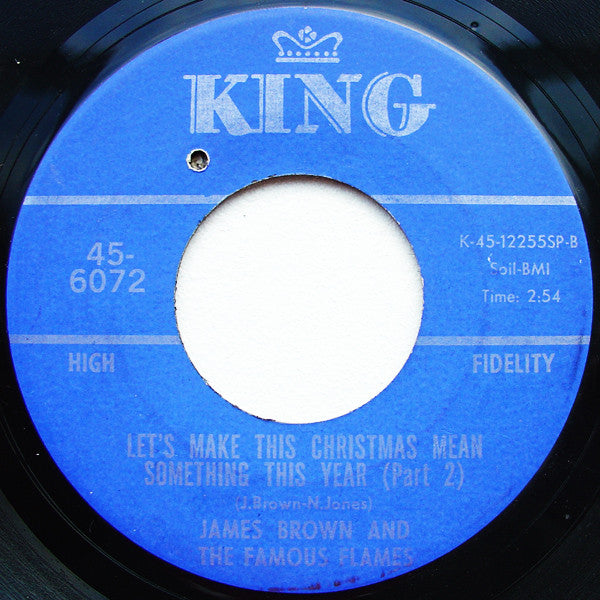 KING
45-
6072
K-45-12255SP-B
Soil-BMI
Time: 2:54
HIGH FIDELITY
LET'S MAKE THIS CHRISTMAS MEAN
SOMETHING THIS YEAR (Part 2)
(J.Brown-N.Jones)
JAMES BROWN AND
THE FAMOUS FLAMES